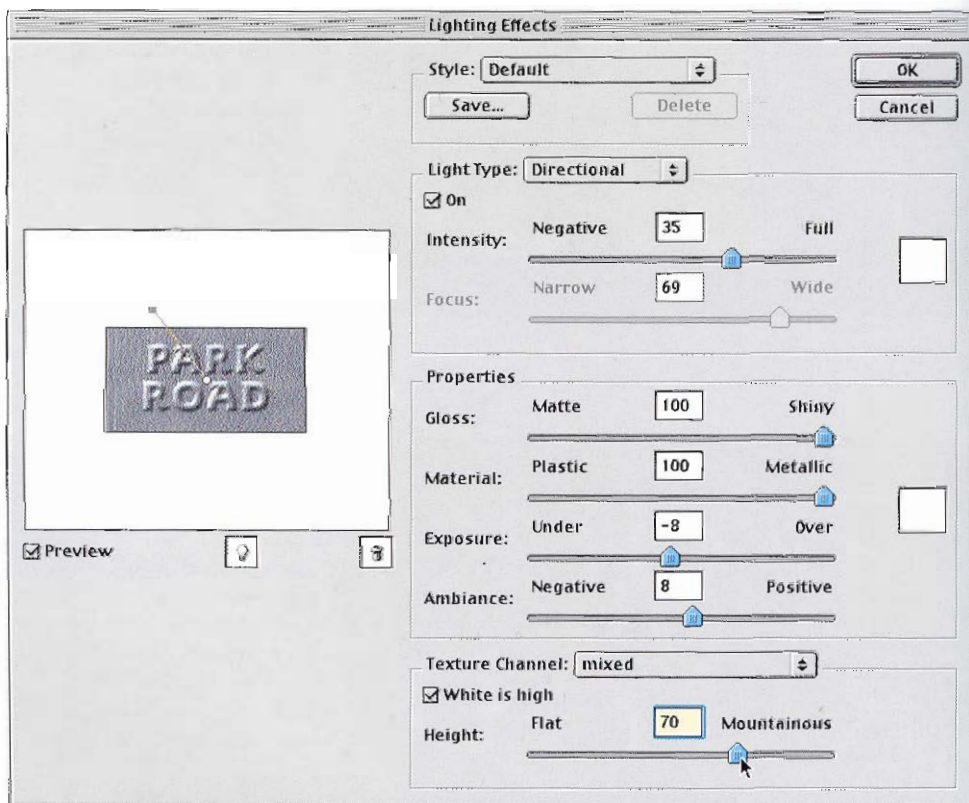 Lighting Effects
Style: Default
OK
Save...
Delete
Cancel
Light Type: Directional
On
Intensity:
Negative 35 Full
Focus:
Narrow 69 Wide
PARK
ROAD
Preview
Properties
Gloss:
Matte 100 Shiny
Material:
Plastic 100 Metallic
Exposure:
Under -8 Over
Ambiance:
Negative 8 Positive
Texture Channel: mixed
White is high
Height:
Flat 70 Mountainous